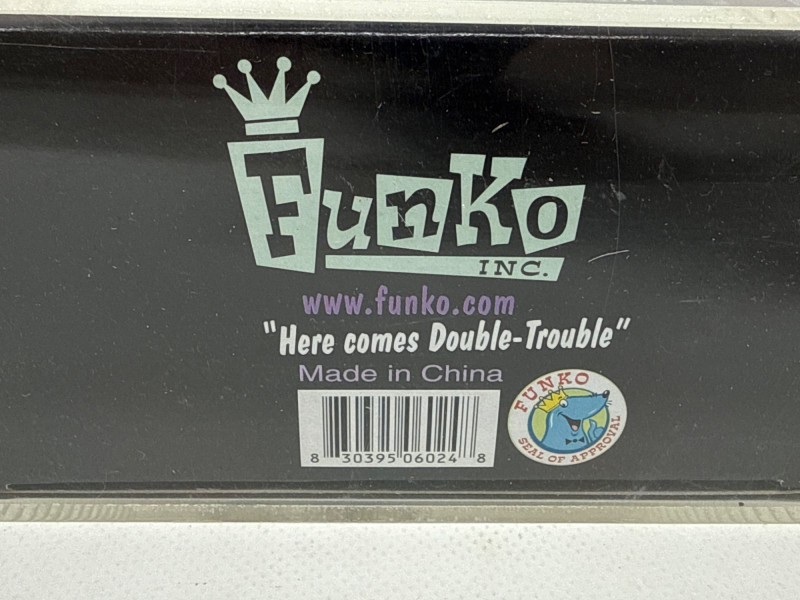 Funko
INC.
www.funko.com
"Here comes Double-Trouble"
Made in China
8 30395 06024 8
FUNKO
SEAL OF APPROVAL